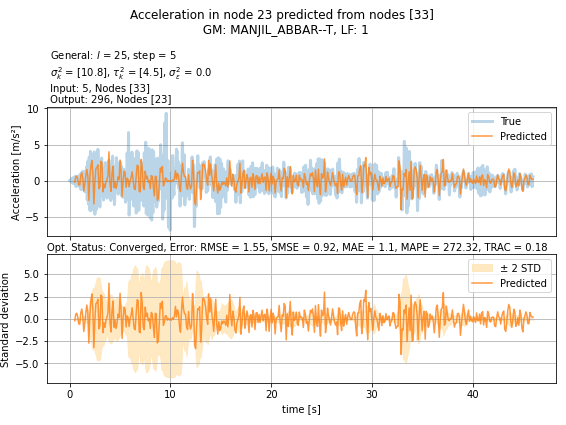 Acceleration in node 23 predicted from nodes [33]
GM: MANJIL_ABBAR--T, LF: 1
General: l = 25, step = 5
σ²ₖ = [10.8], τ²ₖ = [4.5], σ²ₑ = 0.0
Input: 5, Nodes [33]
Output: 296, Nodes [23]
Acceleration [m/s²]
10
5
0
−5
True
Predicted
Opt. Status: Converged, Error: RMSE = 1.55, SMSE = 0.92, MAE = 1.1, MAPE = 272.32, TRAC = 0.18
Standard deviation
5.0
2.5
0.0
−2.5
−5.0
± 2 STD
Predicted
0 10 20 30 40
time [s]